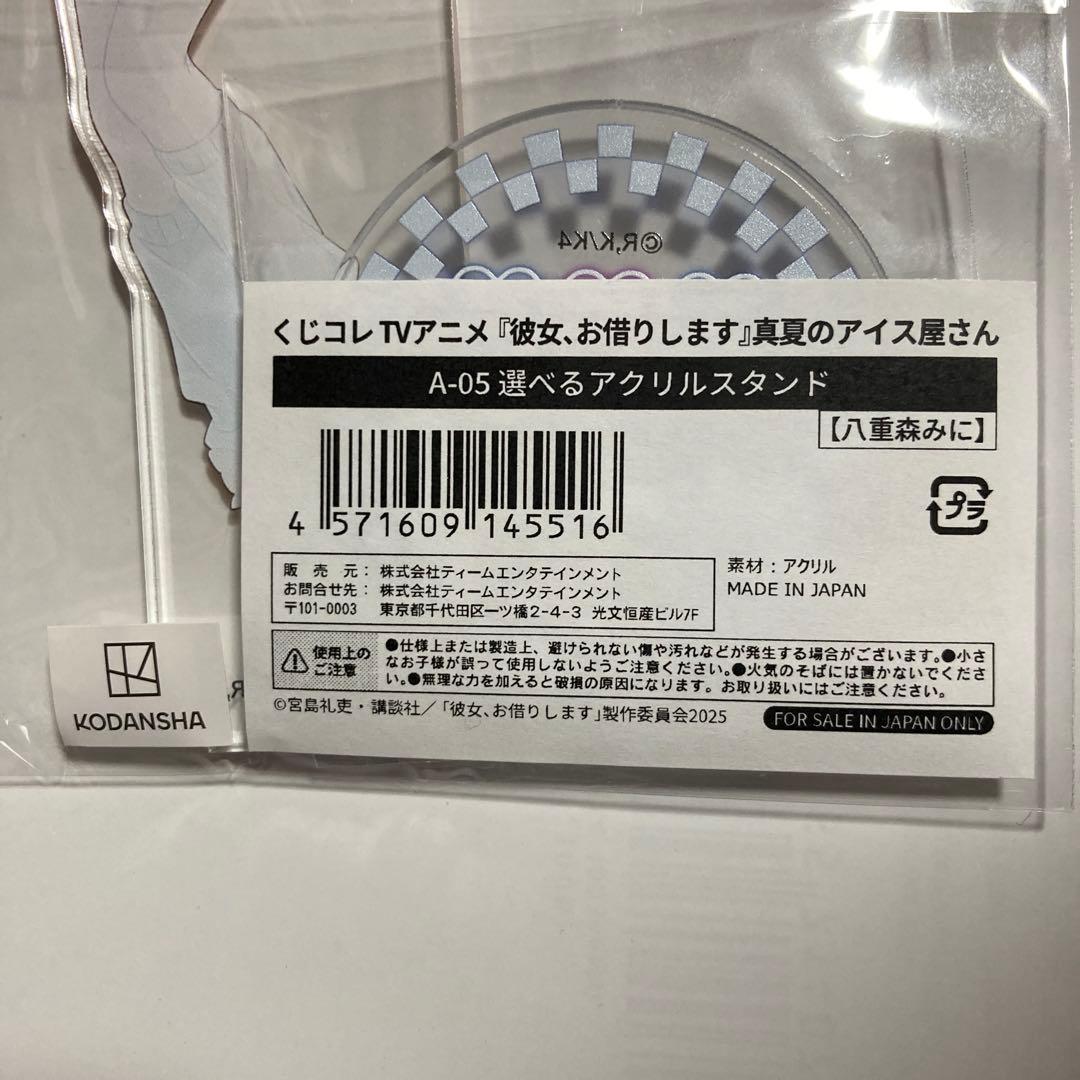 ©R,K/K4
くじコレ TVアニメ『彼女、お借りします』真夏のアイス屋さん
A-05 選べるアクリルスタンド
【八重森みに】
4 571609 145516
プラ
販売元：株式会社ティームエンタテインメント
お問合せ先：株式会社ティームエンタテインメント
〒101-0003 東京都千代田区一ツ橋2-4-3 光文恒産ビル7F
素材：アクリル
MADE IN JAPAN
使用上の
ご注意
●仕様上または製造上、避けられない傷や汚れなどが発生する場合がございます。●小さ
なお子様が誤って使用しないようご注意ください。●火気のそばには置かないでくださ
い。●無理な力を加えると破損の原因になります。お取り扱いにはご注意ください。
©宮島礼吏・講談社／「彼女、お借りします」製作委員会2025
FOR SALE IN JAPAN ONLY
KODANSHA